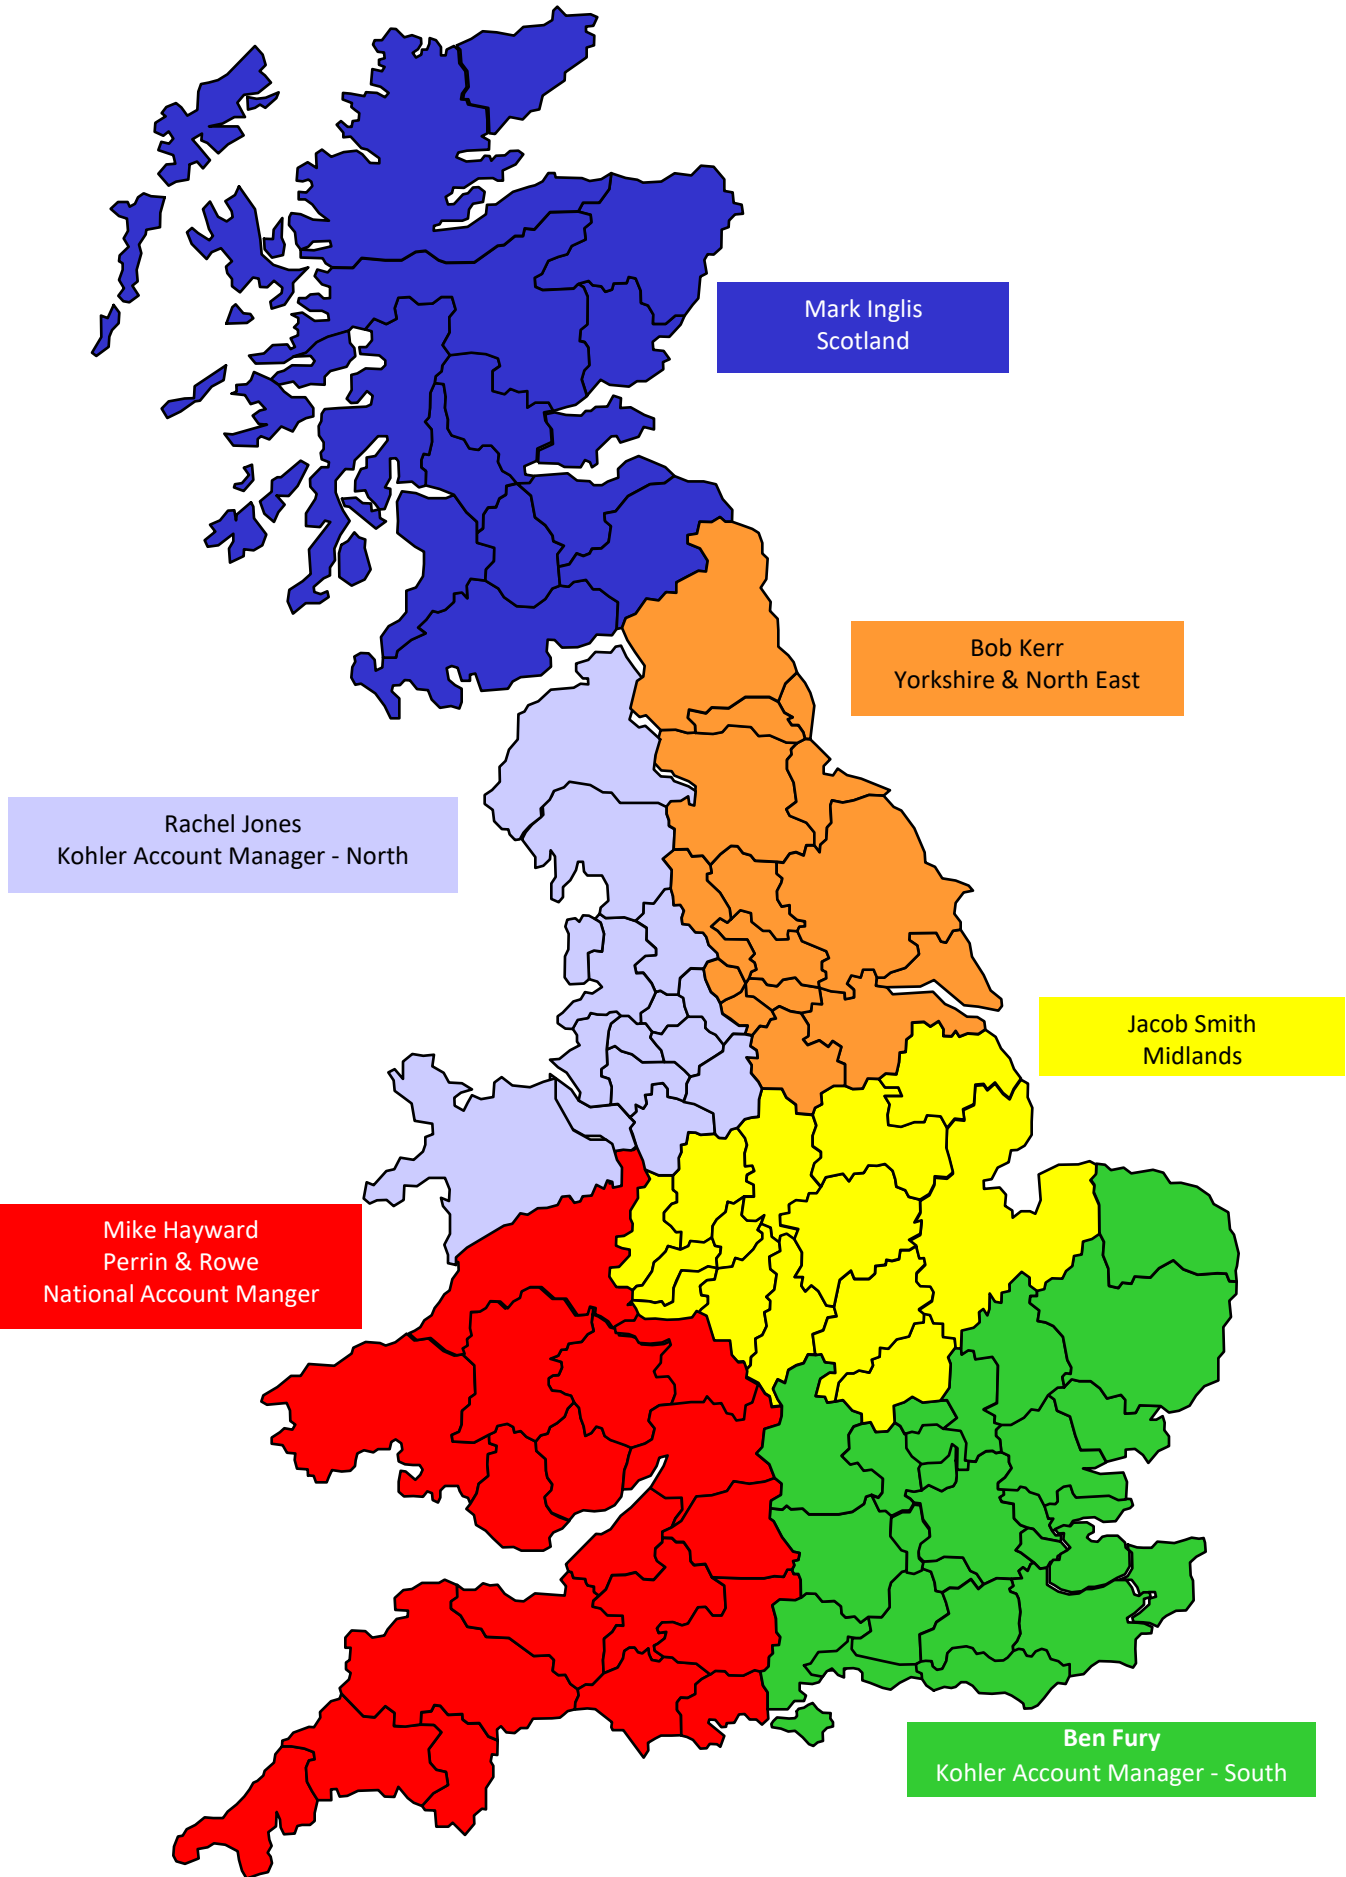 Mark Inglis
Scotland
Bob Kerr
Yorkshire & North East
Rachel Jones
Kohler Account Manager - North
Jacob Smith
Midlands
Mike Hayward
Perrin & Rowe
National Account Manger
Ben Fury
Kohler Account Manager - South